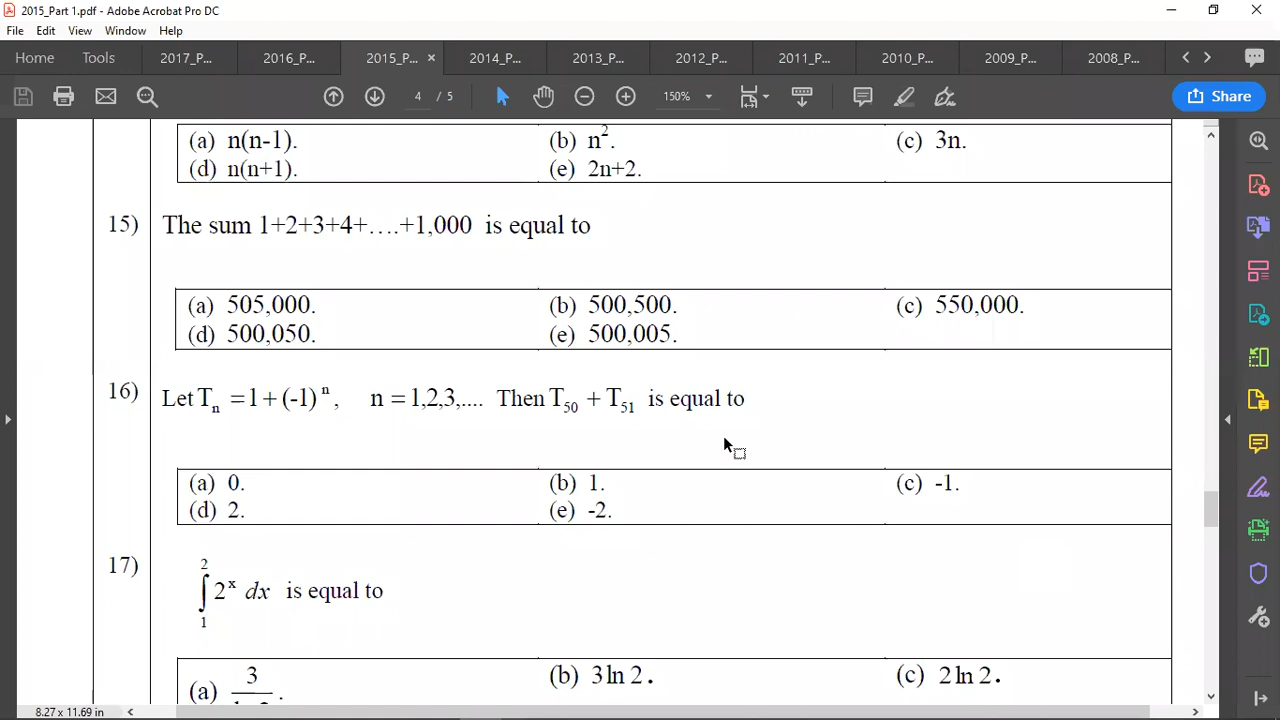 2015_Part 1.pdf - Adobe Acrobat Pro DC
File Edit View Window Help
Home Tools 2017_P... 2016_P... 2015_P... × 2014_P... 2013_P... 2012_P... 2011_P... 2010_P... 2009_P... 2008_P...
4 / 5 150% Share
(a) n(n-1). (b) n². (c) 3n.
(d) n(n+1). (e) 2n+2.
15) The sum 1+2+3+4+….+1,000 is equal to
(a) 505,000. (b) 500,500. (c) 550,000.
(d) 500,050. (e) 500,005.
16) Let Tₙ = 1 + (-1)ⁿ, n = 1,2,3,.... Then T₅₀ + T₅₁ is equal to
(a) 0. (b) 1. (c) -1.
(d) 2. (e) -2.
17) ∫₁² 2ˣ dx is equal to
(a) 3 . (b) 3 ln 2. (c) 2 ln 2.
8.27 x 11.69 in